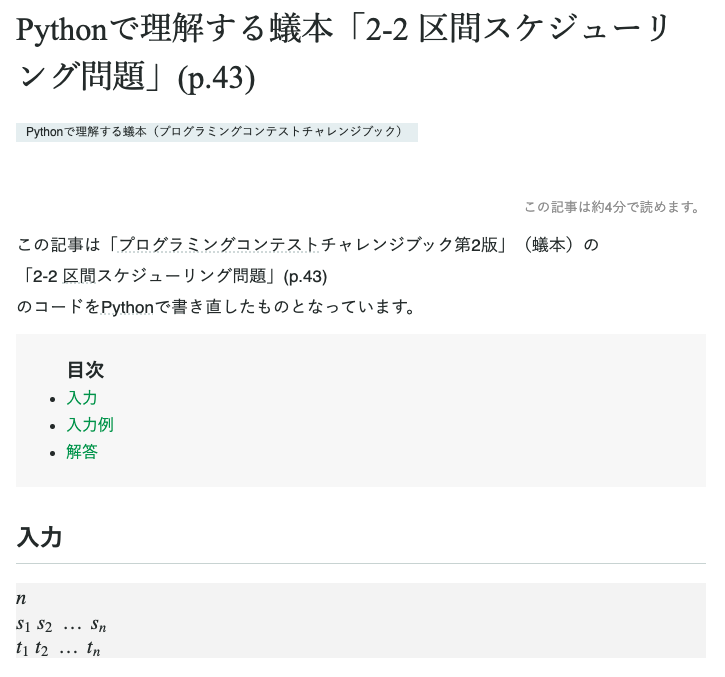 Pythonで理解する蟻本「2-2 区間スケジューリ
ング問題」(p.43)
Pythonで理解する蟻本（プログラミングコンテストチャレンジブック）
この記事は約4分で読めます。
この記事は「プログラミングコンテストチャレンジブック第2版」（蟻本）の
「2-2 区間スケジューリング問題」(p.43)
のコードをPythonで書き直したものとなっています。
目次
• 入力
• 入力例
• 解答
入力
n
s₁ s₂ … sₙ
t₁ t₂ … tₙ